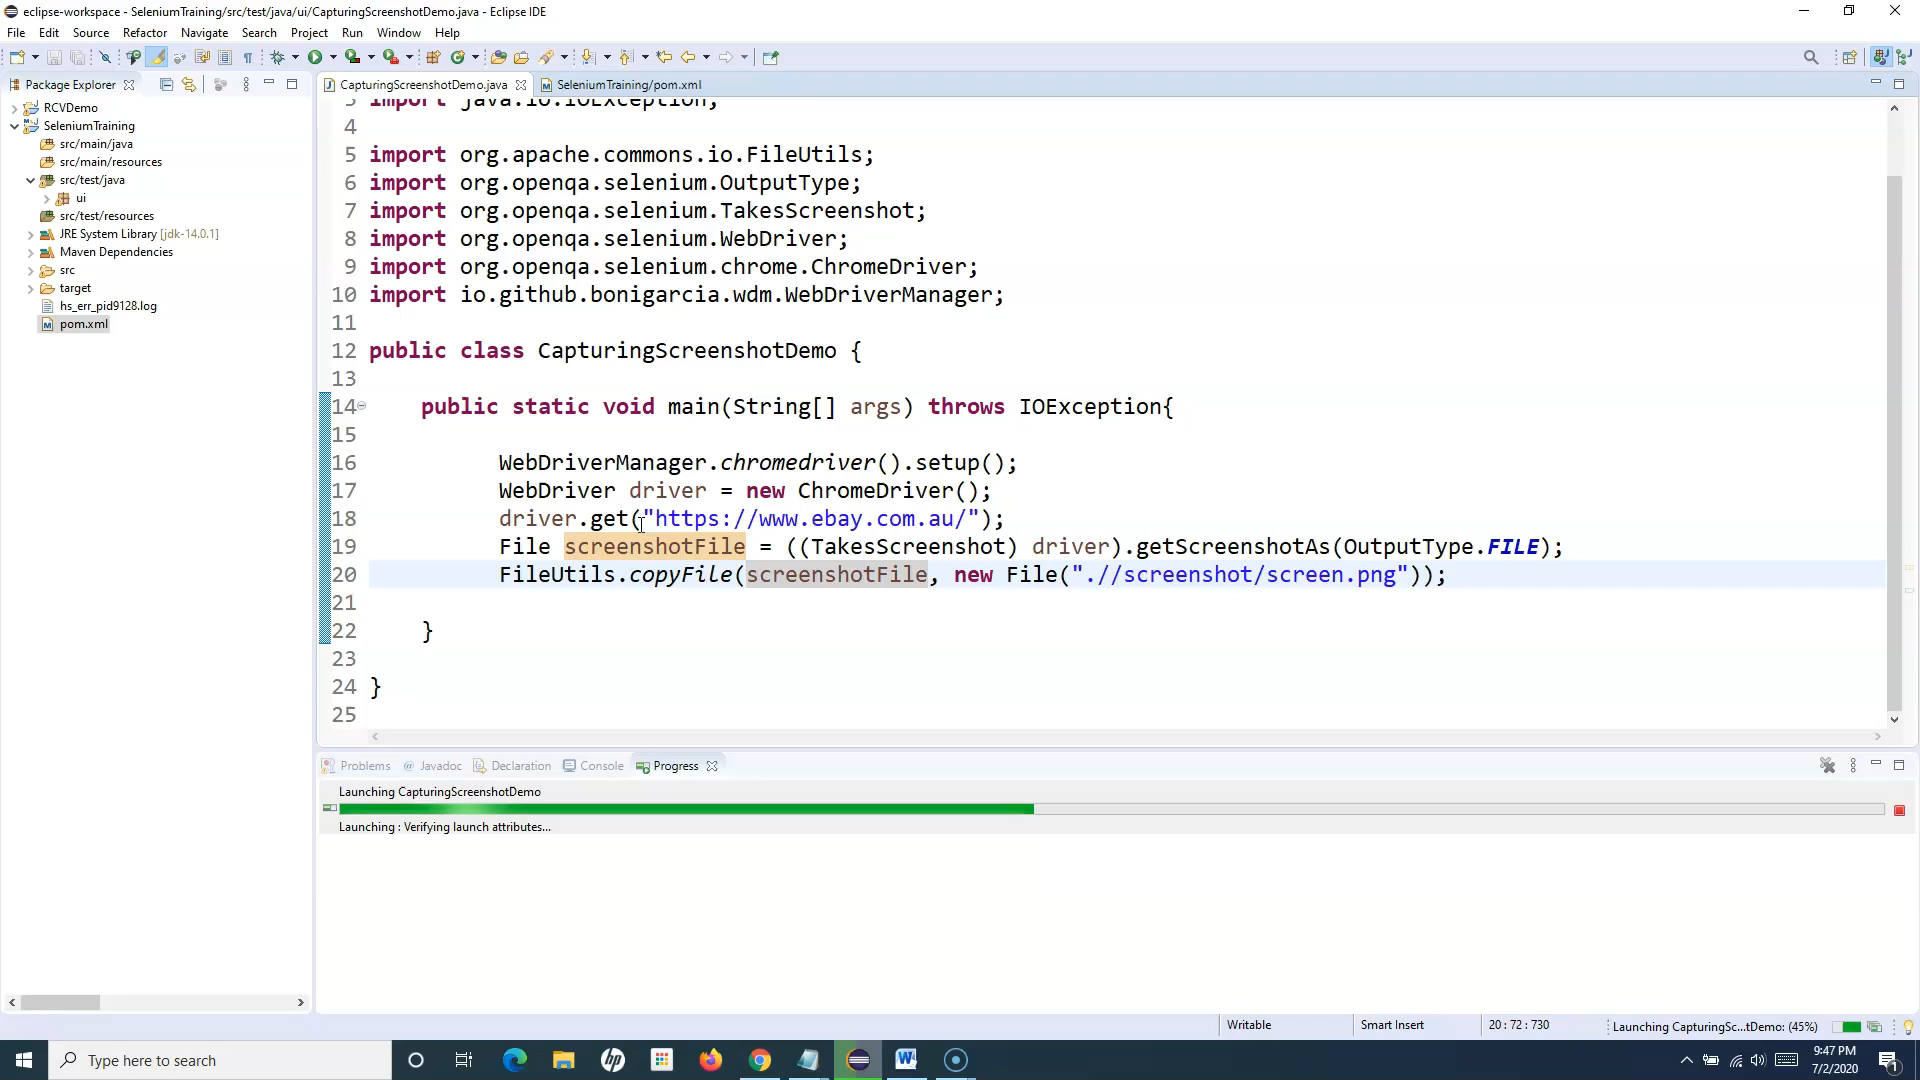 eclipse-workspace - SeleniumTraining/src/test/java/ui/CapturingScreenshotDemo.java - Eclipse IDE
File Edit Source Refactor Navigate Search Project Run Window Help
Package Explorer
RCVDemo
SeleniumTraining
src/main/java
src/main/resources
src/test/java
ui
src/test/resources
JRE System Library [jdk-14.0.1]
Maven Dependencies
src
target
hs_err_pid9128.log
pom.xml
CapturingScreenshotDemo.java SeleniumTraining/pom.xml
3 import java.io.IOException;
4
5 import org.apache.commons.io.FileUtils;
6 import org.openqa.selenium.OutputType;
7 import org.openqa.selenium.TakesScreenshot;
8 import org.openqa.selenium.WebDriver;
9 import org.openqa.selenium.chrome.ChromeDriver;
10 import io.github.bonigarcia.wdm.WebDriverManager;
11
12 public class CapturingScreenshotDemo {
13
14 public static void main(String[] args) throws IOException{
15
16 WebDriverManager.chromedriver().setup();
17 WebDriver driver = new ChromeDriver();
18 driver.get("https://www.ebay.com.au/");
19 File screenshotFile = ((TakesScreenshot) driver).getScreenshotAs(OutputType.FILE);
20 FileUtils.copyFile(screenshotFile, new File(".//screenshot/screen.png"));
21
22 }
23
24 }
25
Problems @ Javadoc Declaration Console Progress
Launching CapturingScreenshotDemo
Launching : Verifying launch attributes...
Writable Smart Insert 20 : 72 : 730 Launching CapturingSc...tDemo: (45%)
Type here to search
hp
W
9:47 PM
7/2/2020
1